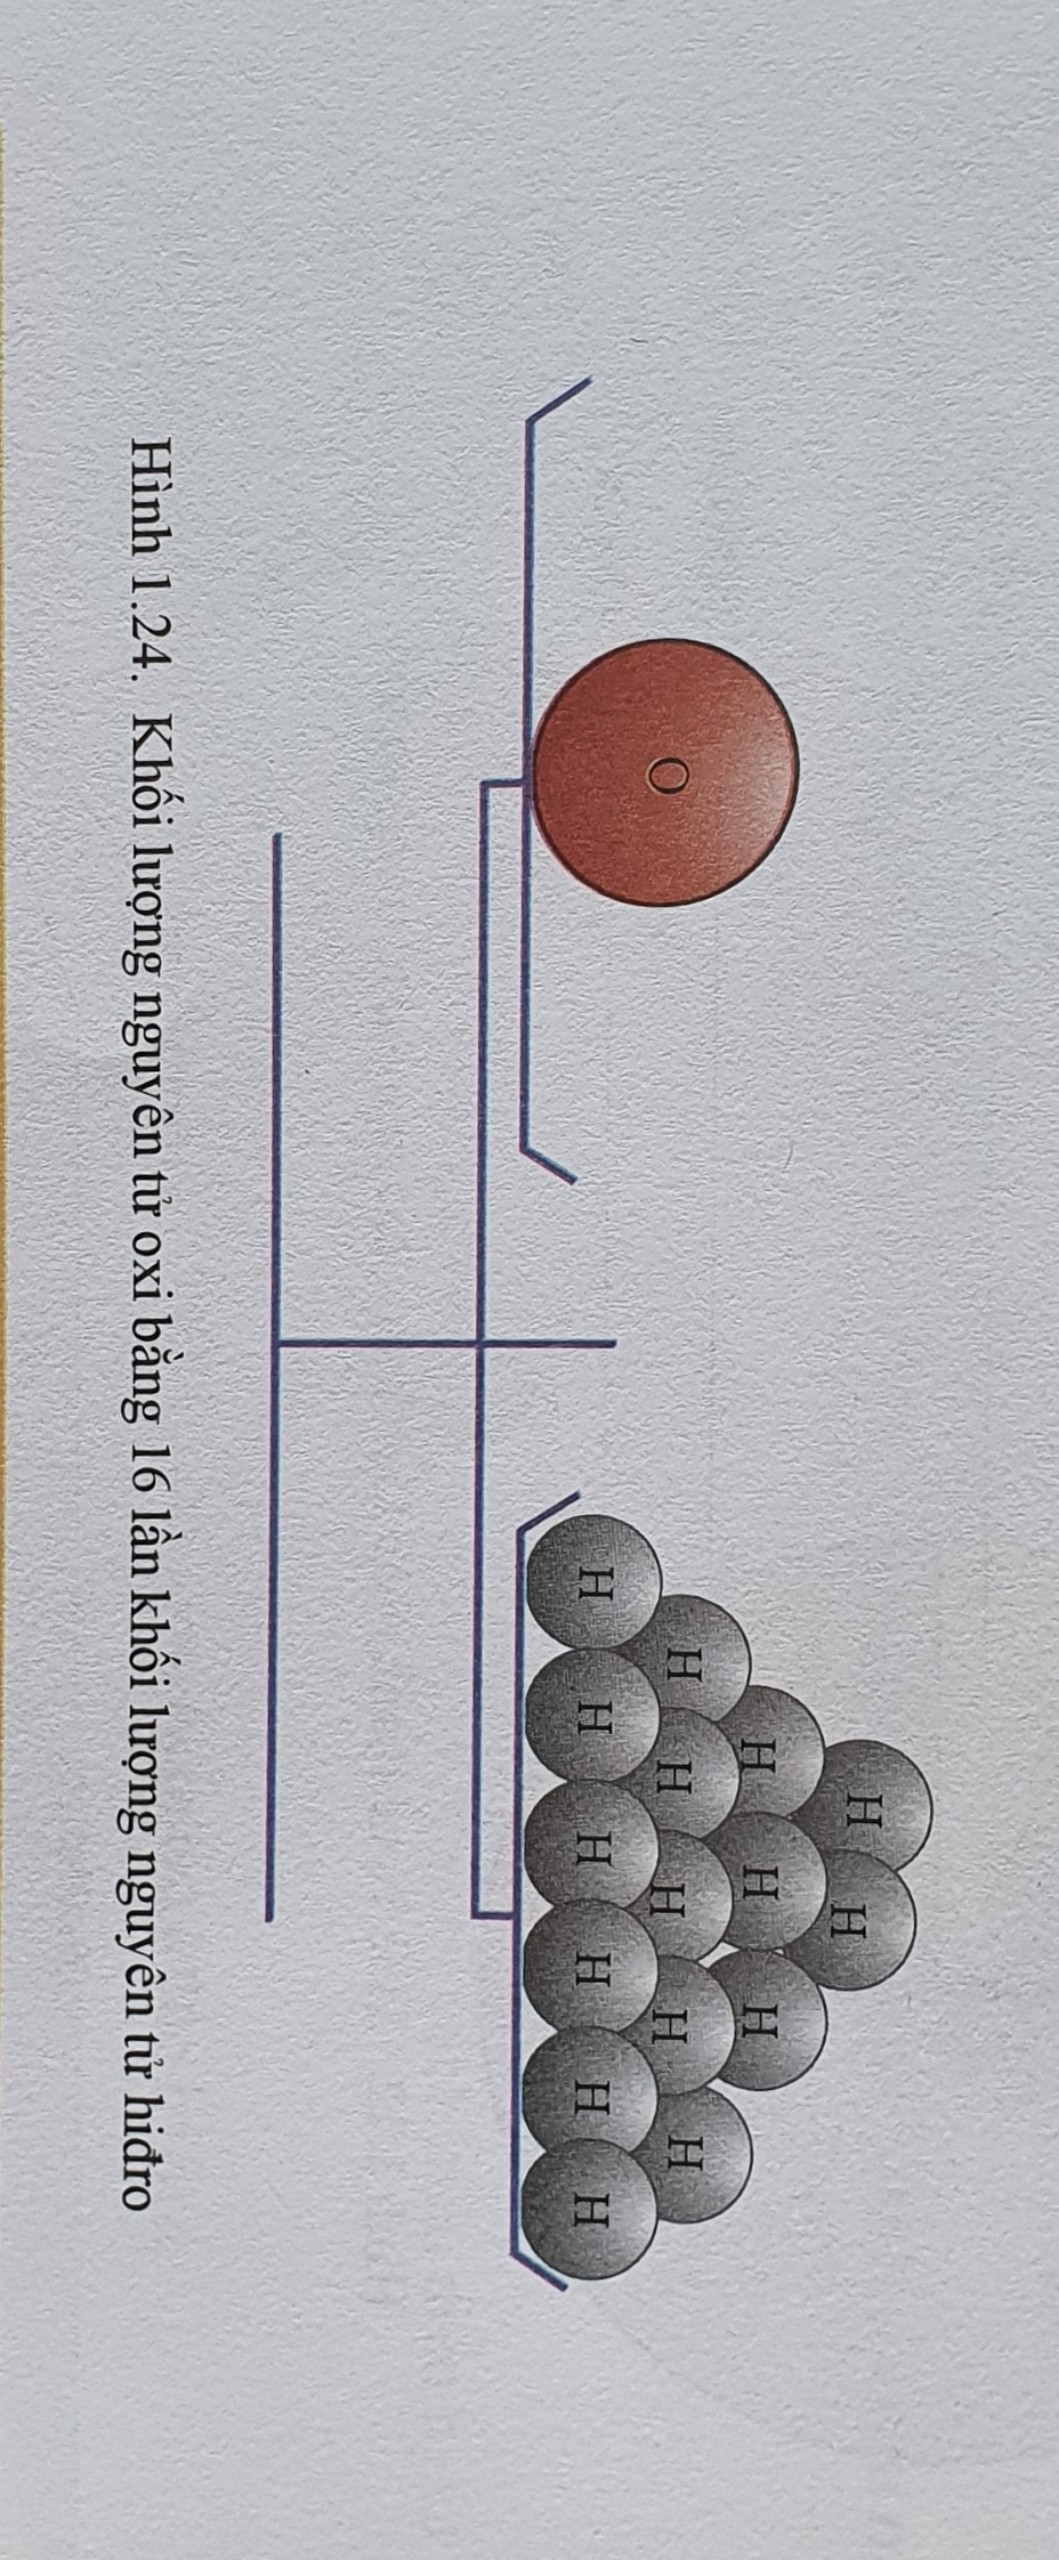 H H
H H H
O H H H H H
H H H H H H
Hình 1.24. Khối lượng nguyên tử oxi bằng 16 lần khối lượng nguyên tử hiđro